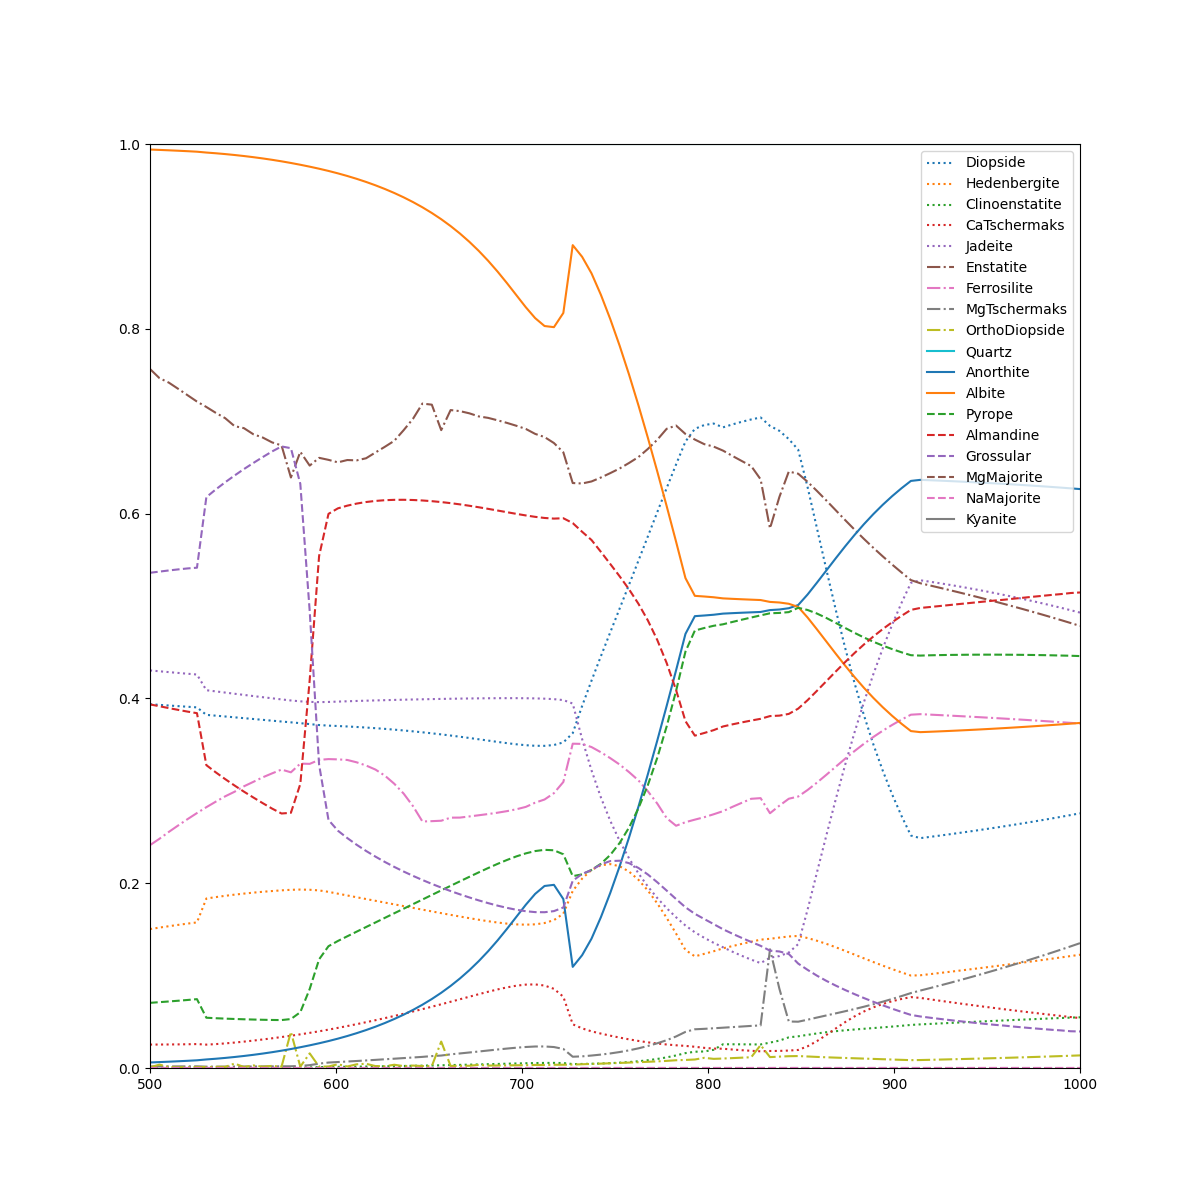 1.0
0.8
0.6
0.4
0.2
0.0
500
600
700
800
900
1000
Diopside
Hedenbergite
Clinoenstatite
CaTschermaks
Jadeite
Enstatite
Ferrosilite
MgTschermaks
OrthoDiopside
Quartz
Anorthite
Albite
Pyrope
Almandine
Grossular
MgMajorite
NaMajorite
Kyanite